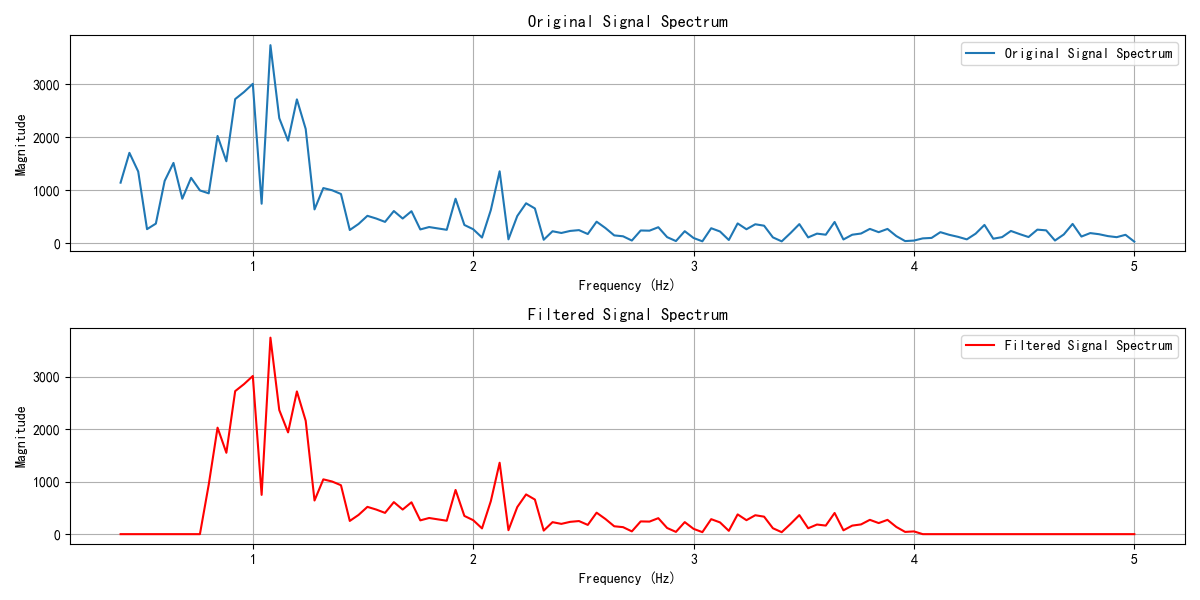 Original Signal Spectrum
Original Signal Spectrum
Magnitude
3000
2000
1000
0
1 2 3 4 5
Frequency (Hz)
Filtered Signal Spectrum
Filtered Signal Spectrum
Magnitude
3000
2000
1000
0
1 2 3 4 5
Frequency (Hz)